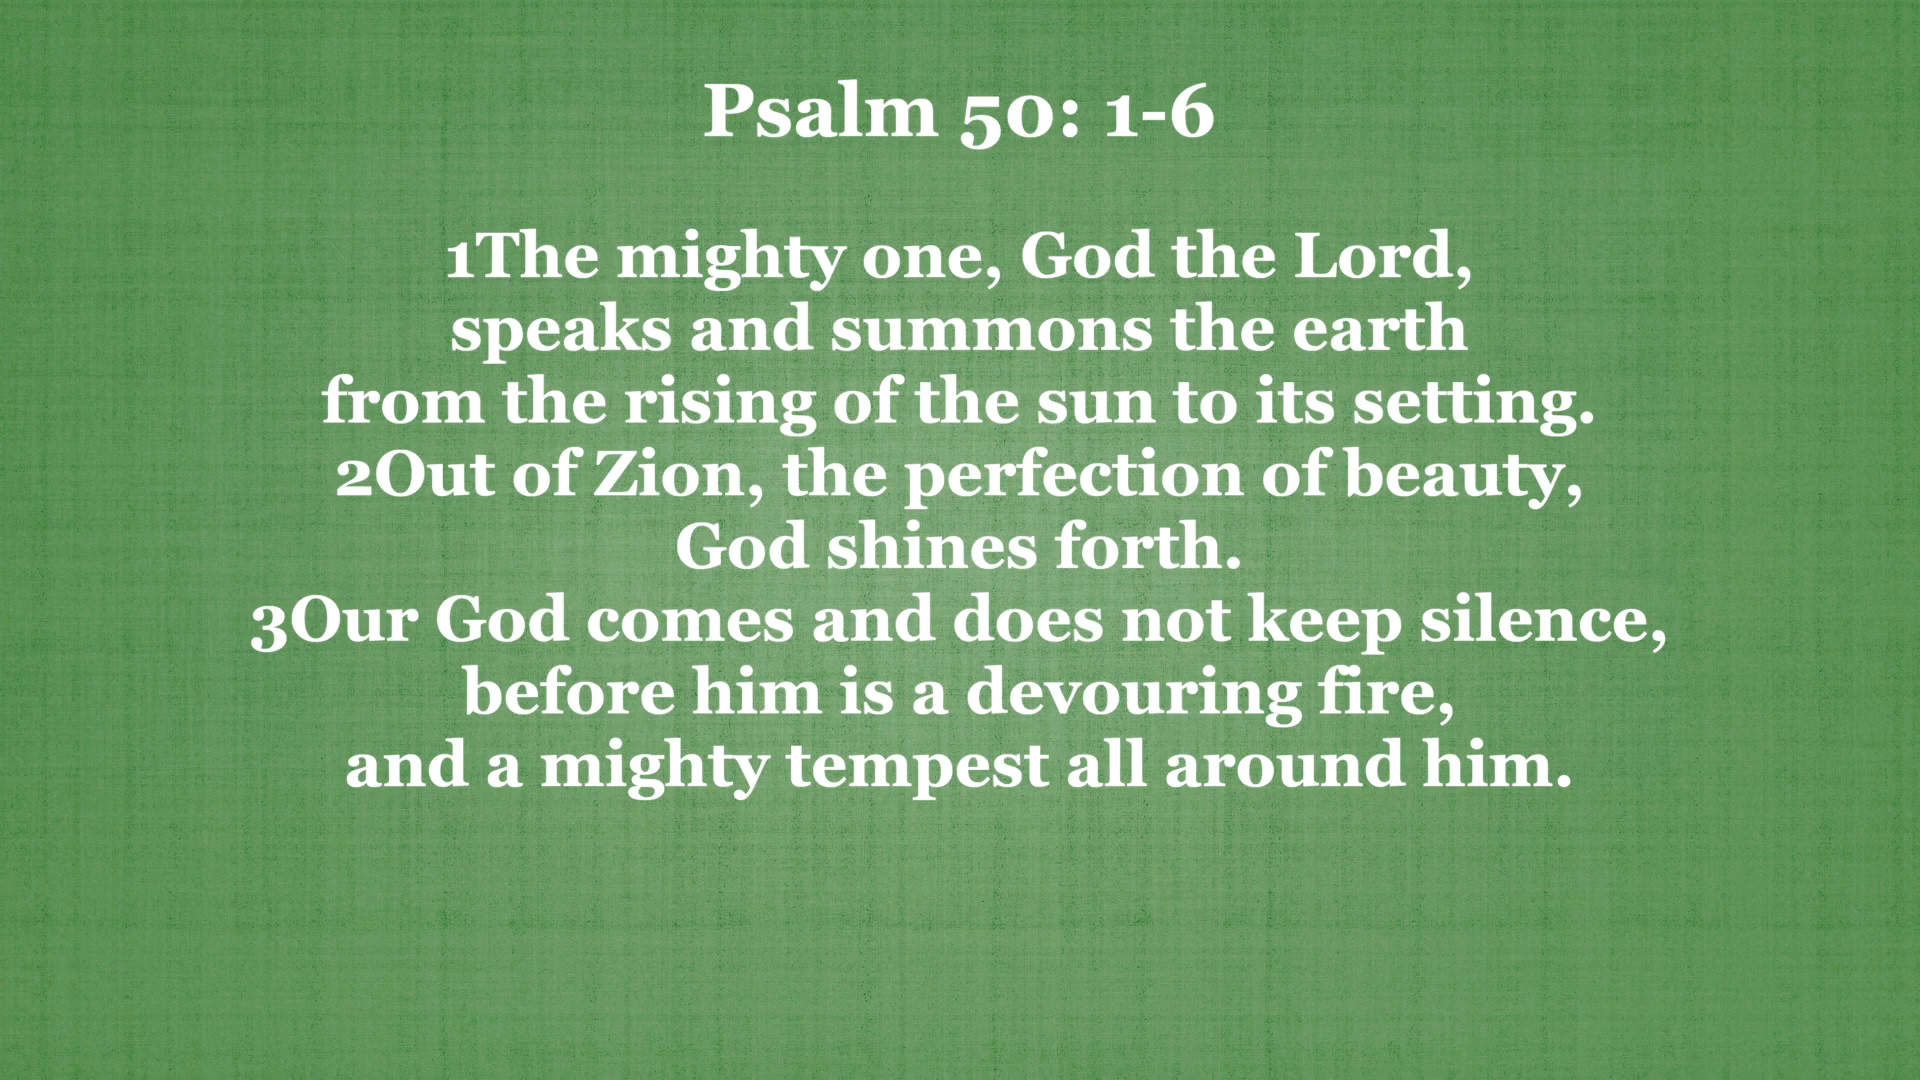 Psalm 50: 1-6
1The mighty one, God the Lord,
speaks and summons the earth
from the rising of the sun to its setting.
2Out of Zion, the perfection of beauty,
God shines forth.
3Our God comes and does not keep silence,
before him is a devouring fire,
and a mighty tempest all around him.